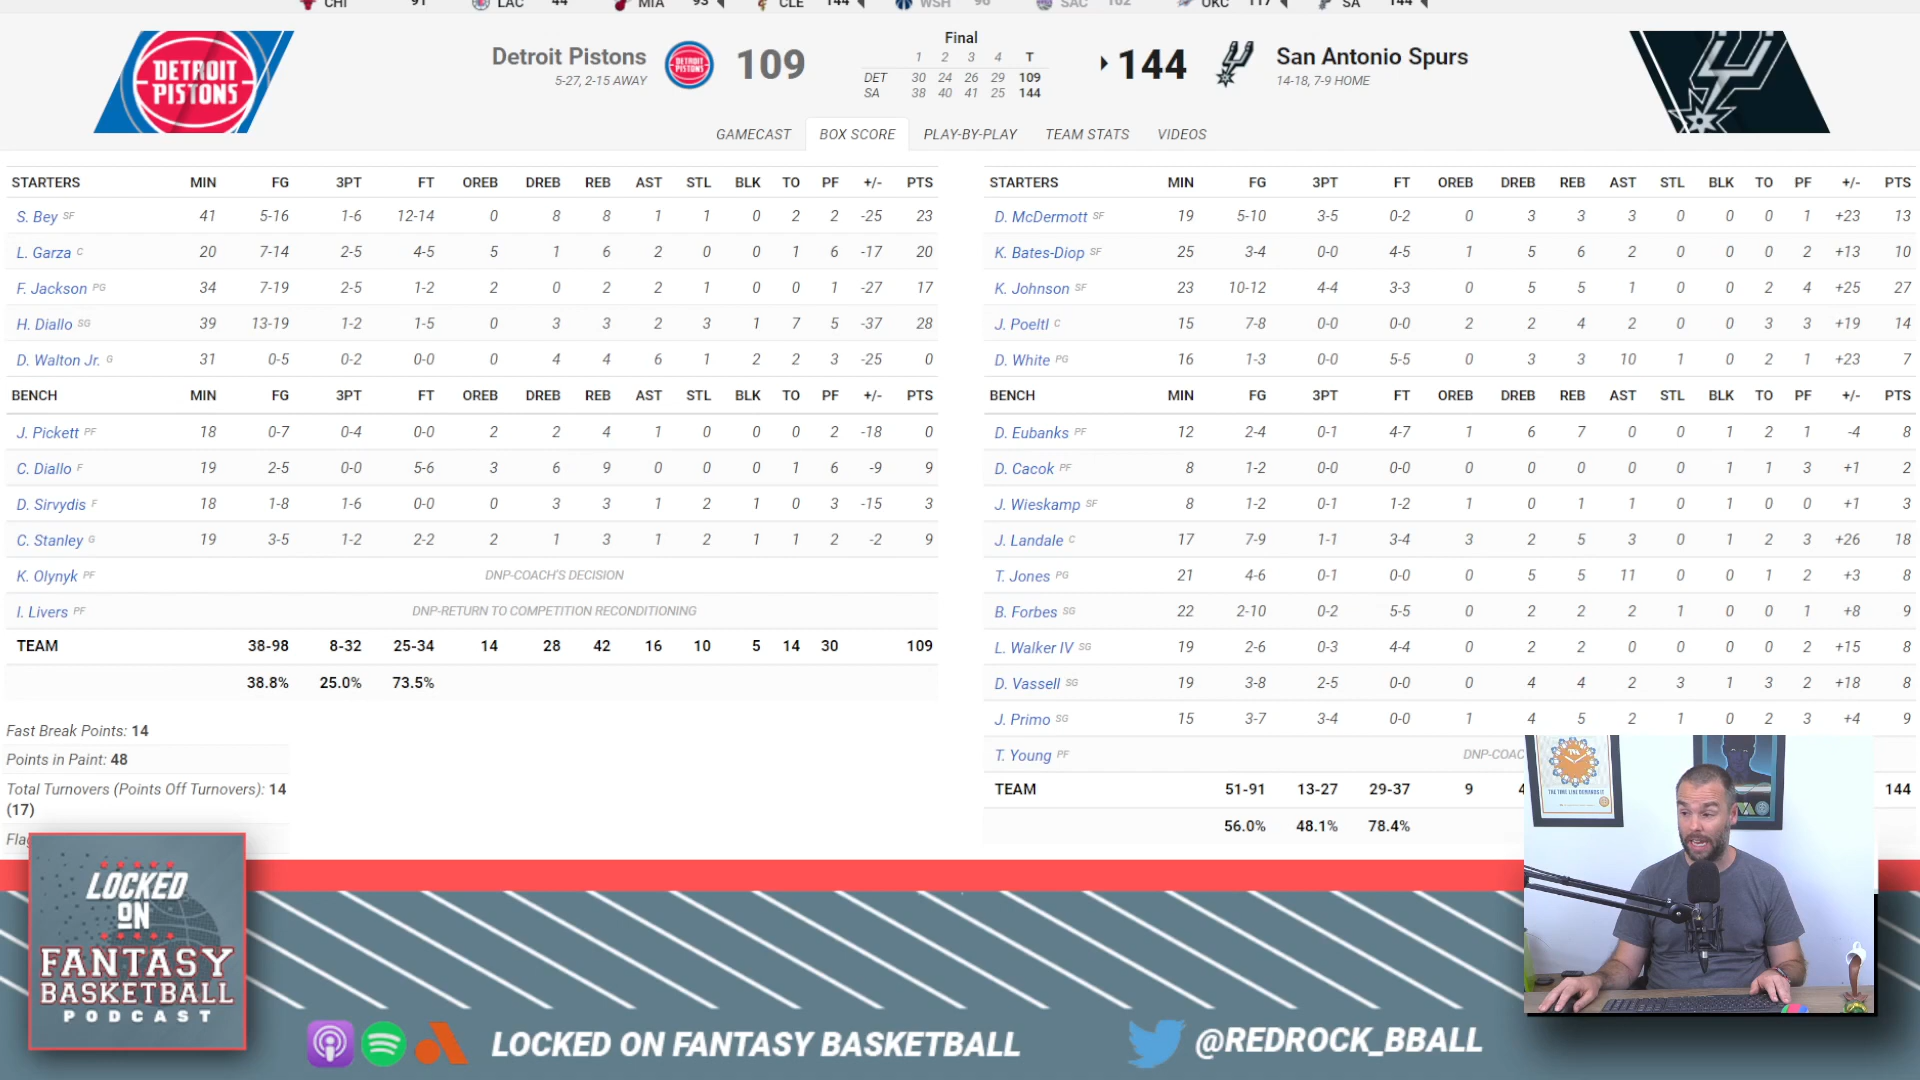 CHI 91 LAC 44 MIA 93 CLE 144 WSH 96 SAC 102 OKC 117 SA 144
DETROIT PISTONS
Detroit Pistons
5-27, 2-15 AWAY
DETROIT PISTONS
109
Final
1 2 3 4 T
DET 30 24 26 29 109
SA 38 40 41 25 144
144
San Antonio Spurs
14-18, 7-9 HOME
GAMECAST BOX SCORE PLAY-BY-PLAY TEAM STATS VIDEOS
STARTERS MIN FG 3PT FT OREB DREB REB AST STL BLK TO PF +/- PTS
S. Bey SF 41 5-16 1-6 12-14 0 8 8 1 1 0 2 2 -25 23
L. Garza C 20 7-14 2-5 4-5 5 1 6 2 0 0 1 6 -17 20
F. Jackson PG 34 7-19 2-5 1-2 2 0 2 2 1 0 0 1 -27 17
H. Diallo SG 39 13-19 1-2 1-5 0 3 3 2 3 1 7 5 -37 28
D. Walton Jr. G 31 0-5 0-2 0-0 0 4 4 6 1 2 2 3 -25 0
BENCH MIN FG 3PT FT OREB DREB REB AST STL BLK TO PF +/- PTS
J. Pickett PF 18 0-7 0-4 0-0 2 2 4 1 0 0 0 2 -18 0
C. Diallo F 19 2-5 0-0 5-6 3 6 9 0 0 0 1 6 -9 9
D. Sirvydis F 18 1-8 1-6 0-0 0 3 3 1 2 1 0 3 -15 3
C. Stanley G 19 3-5 1-2 2-2 2 1 3 1 2 1 1 2 -2 9
K. Olynyk PF DNP-COACH'S DECISION
I. Livers PF DNP-RETURN TO COMPETITION RECONDITIONING
TEAM 38-98 8-32 25-34 14 28 42 16 10 5 14 30 109
38.8% 25.0% 73.5%
Fast Break Points: 14
Points in Paint: 48
Total Turnovers (Points Off Turnovers): 14
(17)
STARTERS MIN FG 3PT FT OREB DREB REB AST STL BLK TO PF +/- PTS
D. McDermott SF 19 5-10 3-5 0-2 0 3 3 3 0 0 0 1 +23 13
K. Bates-Diop SF 25 3-4 0-0 4-5 1 5 6 2 0 0 0 2 +13 10
K. Johnson SF 23 10-12 4-4 3-3 0 5 5 1 0 0 2 4 +25 27
J. Poeltl C 15 7-8 0-0 0-0 2 2 4 2 0 0 3 3 +19 14
D. White PG 16 1-3 0-0 5-5 0 3 3 10 1 0 2 1 +23 7
BENCH MIN FG 3PT FT OREB DREB REB AST STL BLK TO PF +/- PTS
D. Eubanks PF 12 2-4 0-1 4-7 1 6 7 0 0 1 2 1 -4 8
D. Cacok PF 8 1-2 0-0 0-0 0 0 0 0 0 1 1 3 +1 2
J. Wieskamp SF 8 1-2 0-1 1-2 1 0 1 1 0 1 0 0 +1 3
J. Landale C 17 7-9 1-1 3-4 3 2 5 3 0 1 2 3 +26 18
T. Jones PG 21 4-6 0-1 0-0 0 5 5 11 0 0 1 2 +3 8
B. Forbes SG 22 2-10 0-2 5-5 0 2 2 2 1 0 0 1 +8 9
L. Walker IV SG 19 2-6 0-3 4-4 0 2 2 0 0 0 0 2 +15 8
D. Vassell SG 19 3-8 2-5 0-0 0 4 4 2 3 1 3 2 +18 8
J. Primo SG 15 3-7 3-4 0-0 1 4 5 2 1 0 2 3 +4 9
T. Young PF DNP-COAC
TEAM 51-91 13-27 29-37 9 4 144
56.0% 48.1% 78.4%
LOCKED
ON
FANTASY
BASKETBALL
PODCAST
LOCKED ON FANTASY BASKETBALL
@REDROCK_BBALL